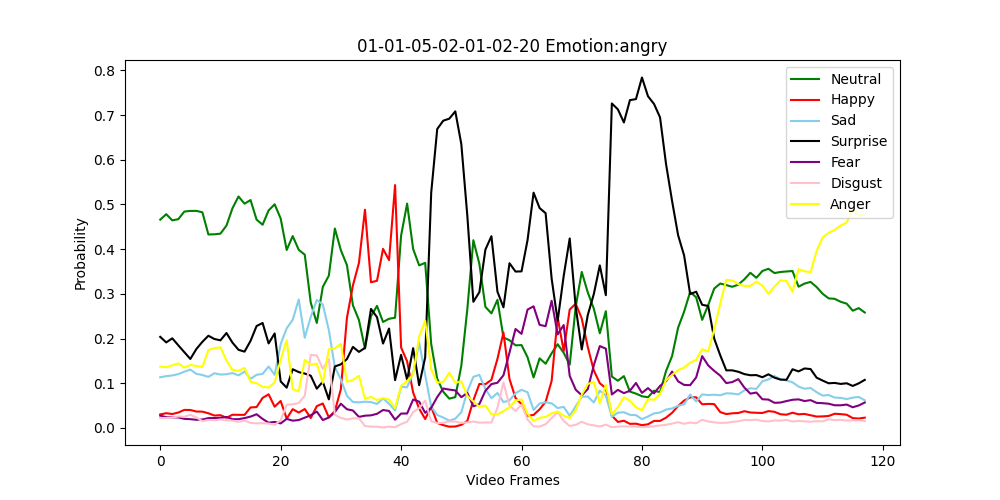 01-01-05-02-01-02-20 Emotion:angry
Probability
0.8
0.7
0.6
0.5
0.4
0.3
0.2
0.1
0.0
Neutral
Happy
Sad
Surprise
Fear
Disgust
Anger
0 20 40 60 80 100 120
Video Frames